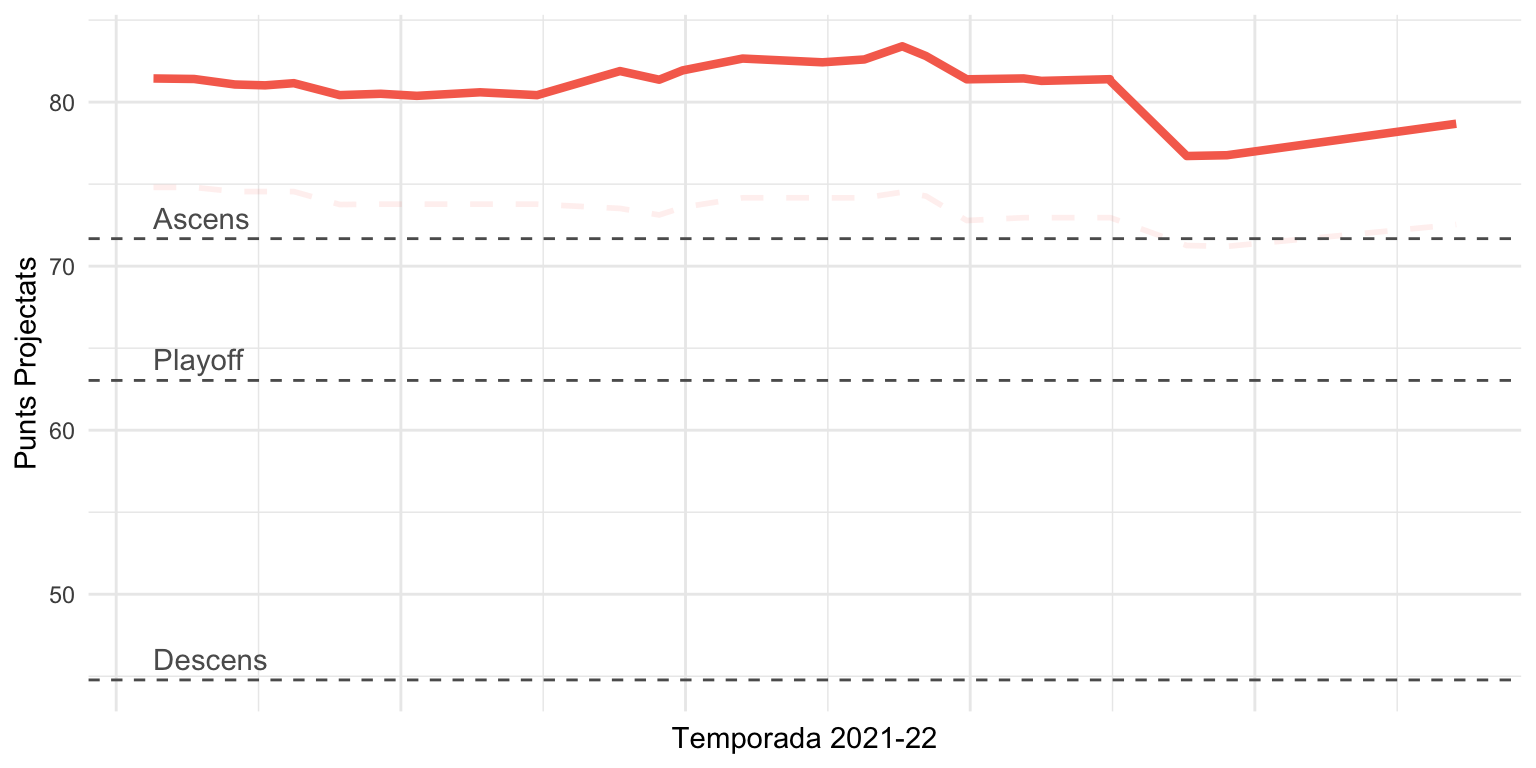 80
Ascens
70
Playoff
60
50
Descens
Punts Projectats
Temporada 2021-22